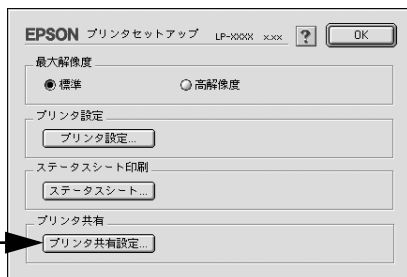 EPSON プリンタセットアップ LP-XXXX x.xx ? OK
最大解像度
標準 高解像度
プリンタ設定
プリンタ設定...
ステータスシート印刷
ステータスシート...
プリンタ共有
プリンタ共有設定...